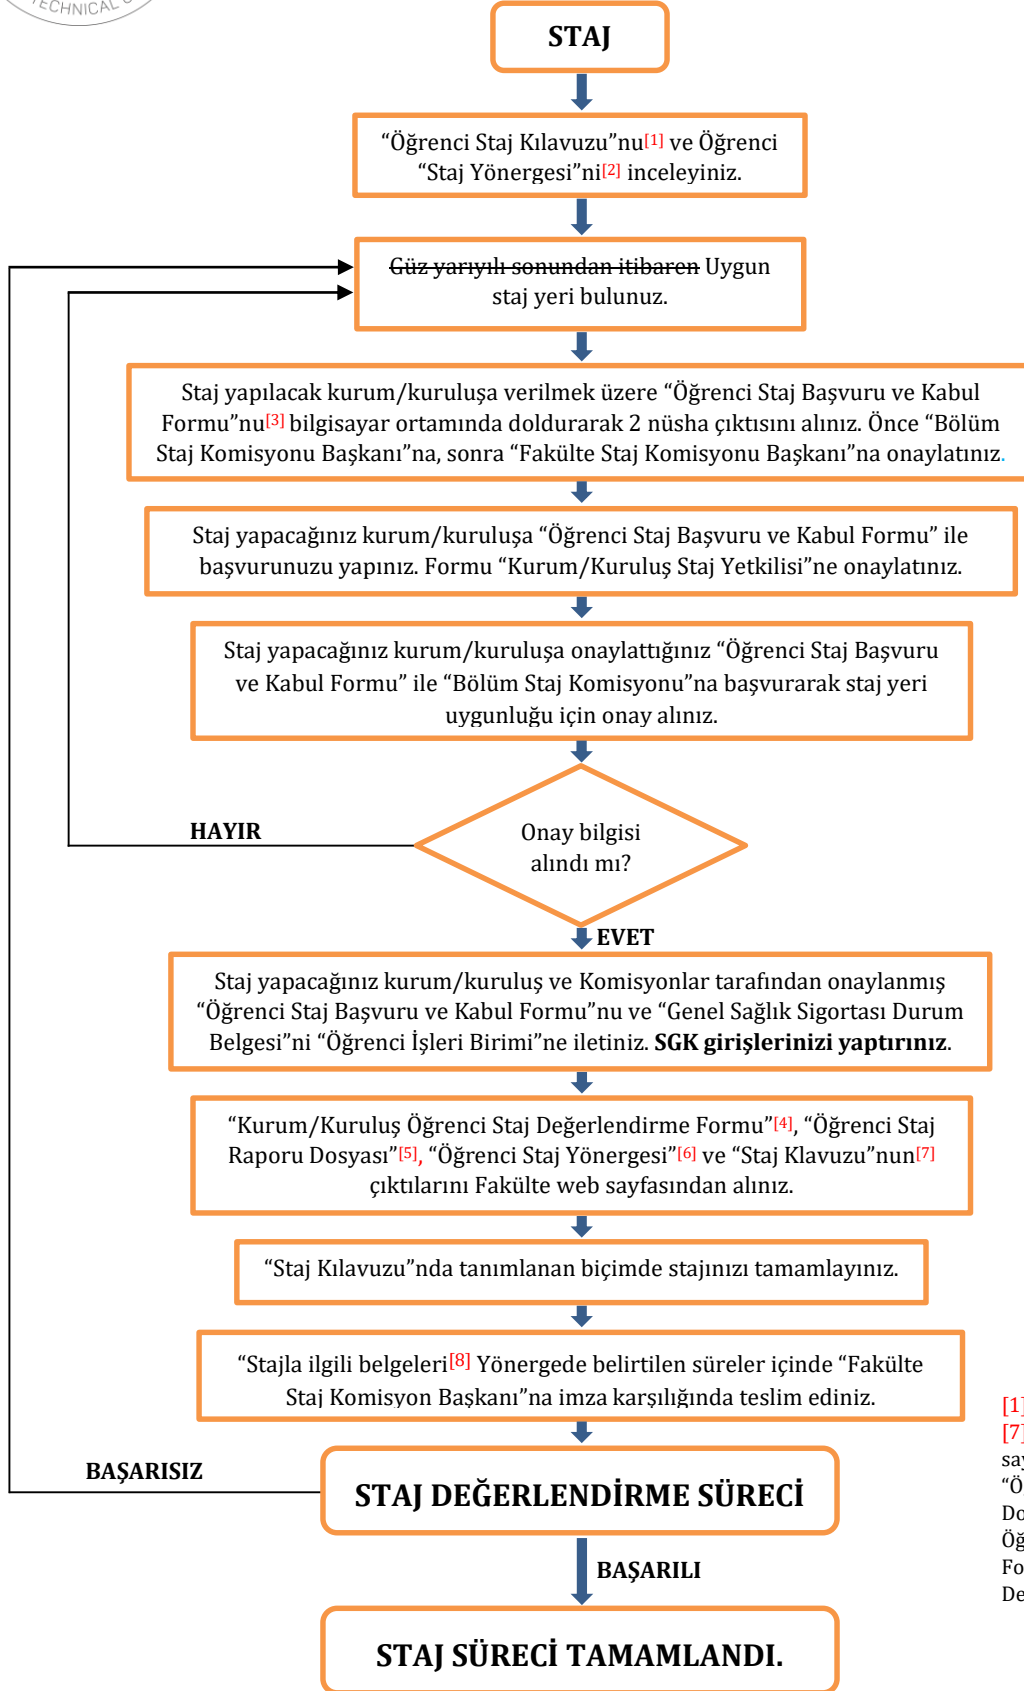 TECHNICAL
STAJ
“Öğrenci Staj Kılavuzu”nu[1] ve Öğrenci
“Staj Yönergesi”ni[2] inceleyiniz.
Güz yarıyılı sonundan itibaren Uygun
staj yeri bulunuz.
Staj yapılacak kurum/kuruluşa verilmek üzere “Öğrenci Staj Başvuru ve Kabul
Formu”nu[3] bilgisayar ortamında doldurarak 2 nüsha çıktısını alınız. Önce “Bölüm
Staj Komisyonu Başkanı”na, sonra “Fakülte Staj Komisyonu Başkanı”na onaylatınız.
Staj yapacağınız kurum/kuruluşa “Öğrenci Staj Başvuru ve Kabul Formu” ile
başvurunuzu yapınız. Formu “Kurum/Kuruluş Staj Yetkilisi”ne onaylatınız.
Staj yapacağınız kurum/kuruluşa onaylattığınız “Öğrenci Staj Başvuru
ve Kabul Formu” ile “Bölüm Staj Komisyonu”na başvurarak staj yeri
uygunluğu için onay alınız.
HAYIR
Onay bilgisi
alındı mı?
EVET
Staj yapacağınız kurum/kuruluş ve Komisyonlar tarafından onaylanmış
“Öğrenci Staj Başvuru ve Kabul Formu”nu ve “Genel Sağlık Sigortası Durum
Belgesi”ni “Öğrenci İşleri Birimi”ne iletiniz. SGK girişlerinizi yaptırınız.
“Kurum/Kuruluş Öğrenci Staj Değerlendirme Formu”[4], “Öğrenci Staj
Raporu Dosyası”[5], “Öğrenci Staj Yönergesi”[6] ve “Staj Klavuzu”nun[7]
çıktılarını Fakülte web sayfasından alınız.
“Staj Kılavuzu”nda tanımlanan biçimde stajınızı tamamlayınız.
“Stajla ilgili belgeleri[8] Yönergede belirtilen süreler içinde “Fakülte
Staj Komisyon Başkanı”na imza karşılığında teslim ediniz.
BAŞARISIZ
STAJ DEĞERLENDİRME SÜRECİ
BAŞARILI
STAJ SÜRECİ TAMAMLANDI.
[1]
[7]
say
“Ö
Do
Öğ
Fo
De